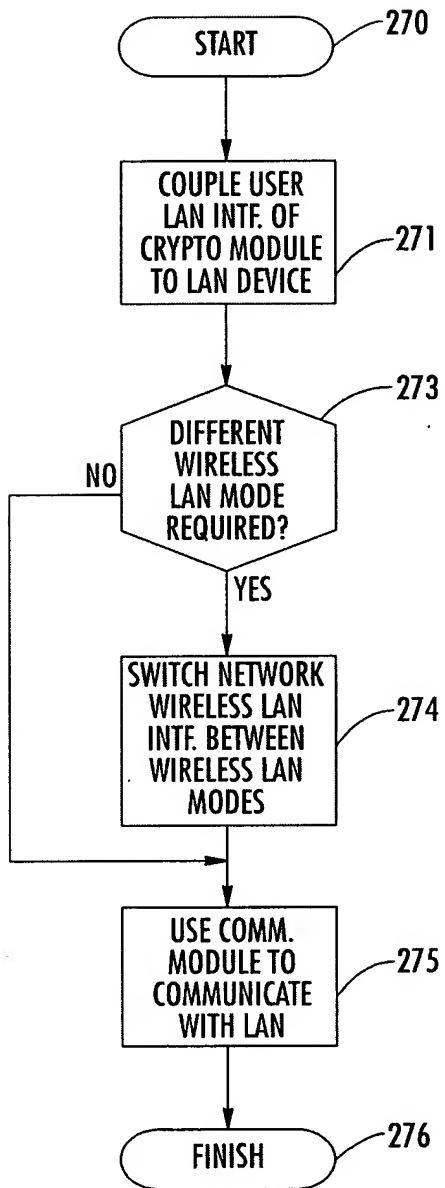 START
270
COUPLE USER
LAN INTF. OF
CRYPTO MODULE
TO LAN DEVICE
271
273
DIFFERENT
WIRELESS
LAN MODE
REQUIRED?
NO
YES
SWITCH NETWORK
WIRELESS LAN
INTF. BETWEEN
WIRELESS LAN
MODES
274
USE COMM.
MODULE TO
COMMUNICATE
WITH LAN
275
FINISH
276